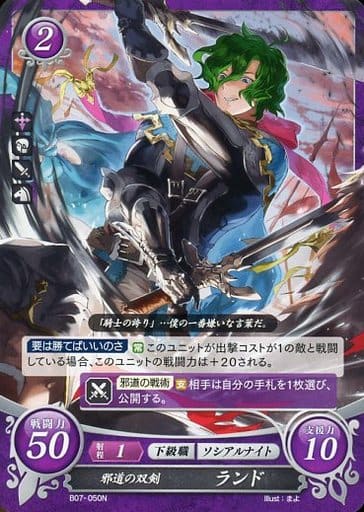 2
「騎士の誇り」…僕の一番嫌いな言葉だ。
要は勝てばいいのさ 常 このユニットが出撃コストが1の敵と戦闘
している場合、このユニットの戦闘力は+20される。
邪道の戦術 支 相手は自分の手札を1枚選び、
公開する。
戦闘力
50
射程 1 下級職 ソシアルナイト
支援力
10
邪道の双剣 ランド
B07-050N
Illust:まよ